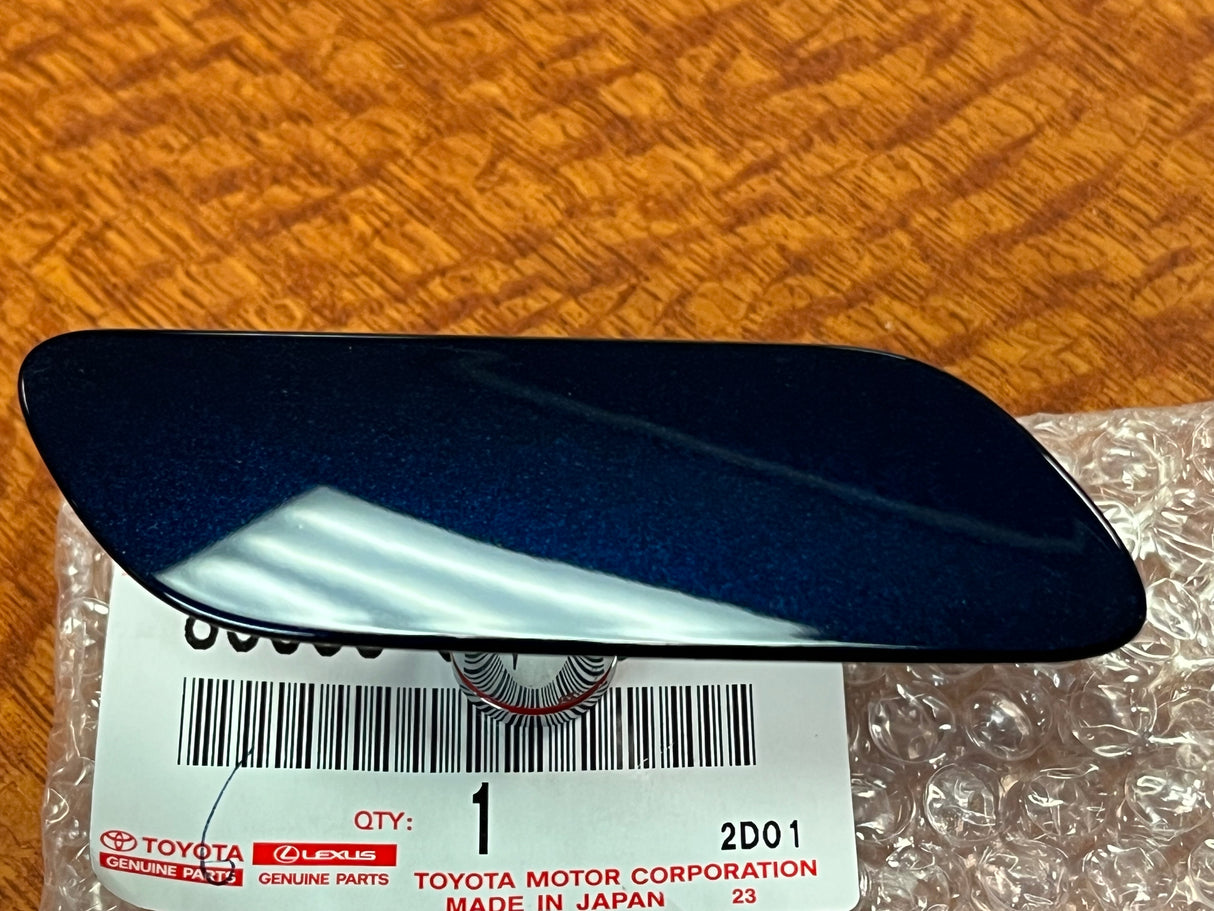 QTY: 1
2D01
TOYOTA
GENUINE PARTS
LEXUS
GENUINE PARTS
TOYOTA MOTOR CORPORATION
MADE IN JAPAN 23